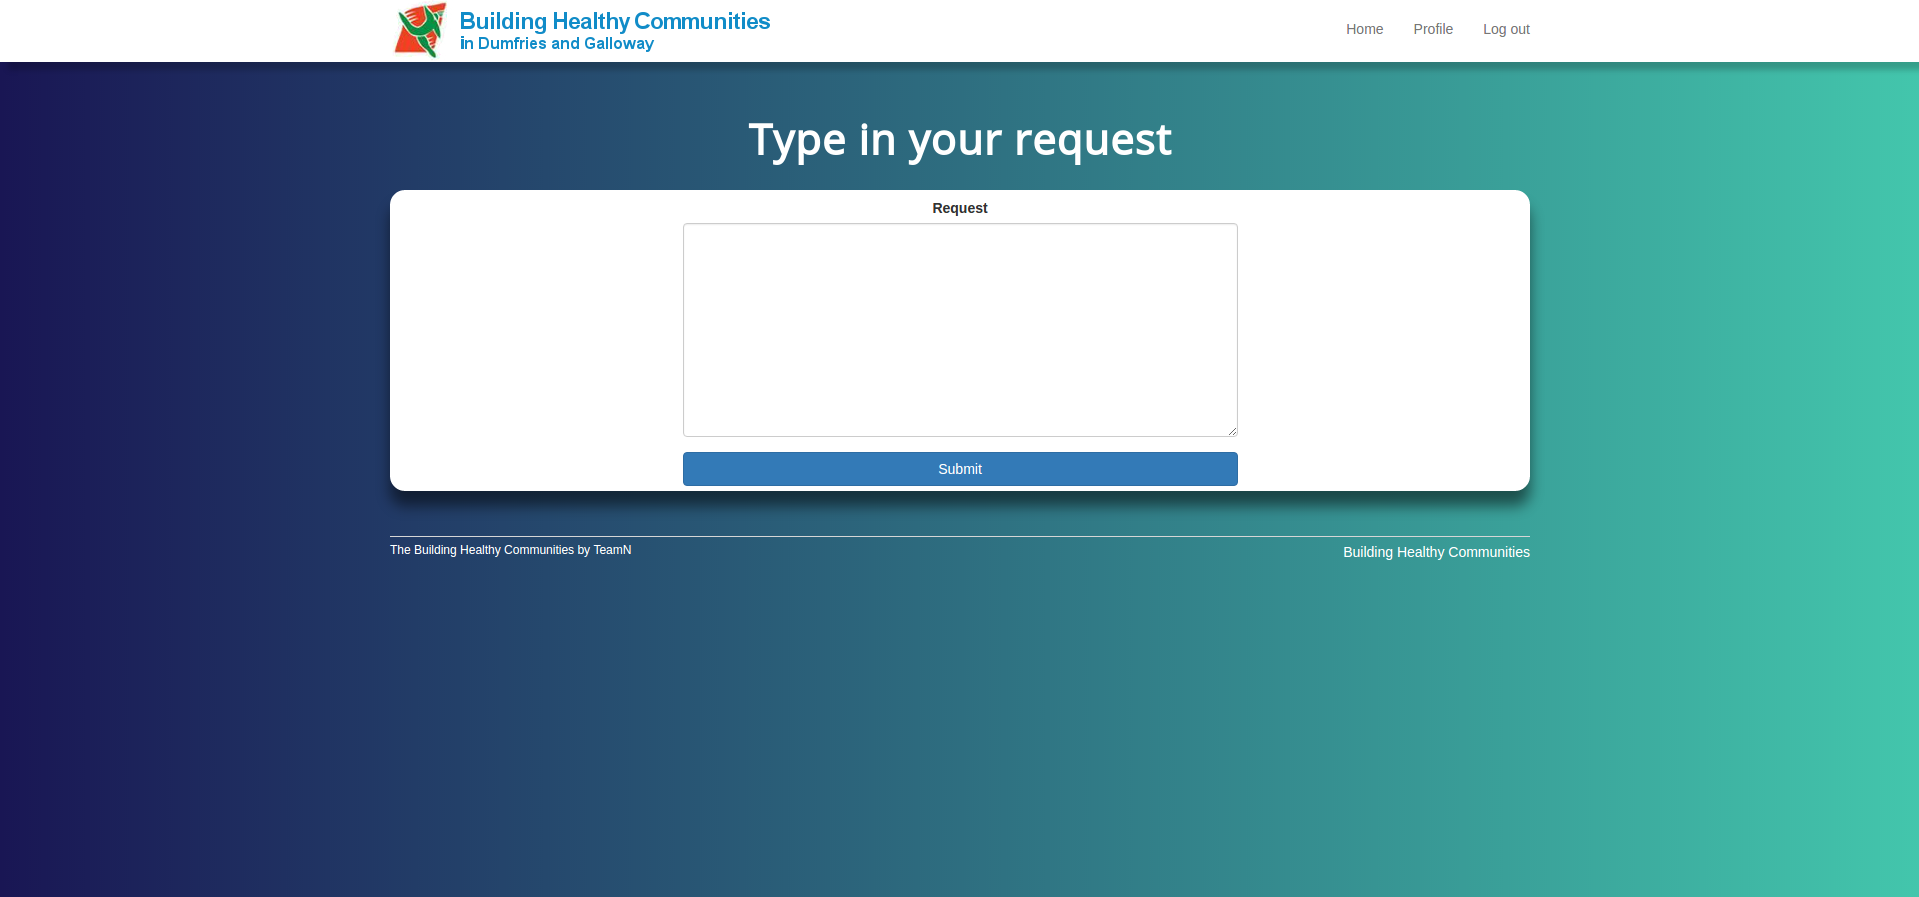 Building Healthy Communities
in Dumfries and Galloway
Home Profile Log out
Type in your request
Request
Submit
The Building Healthy Communities by TeamN
Building Healthy Communities